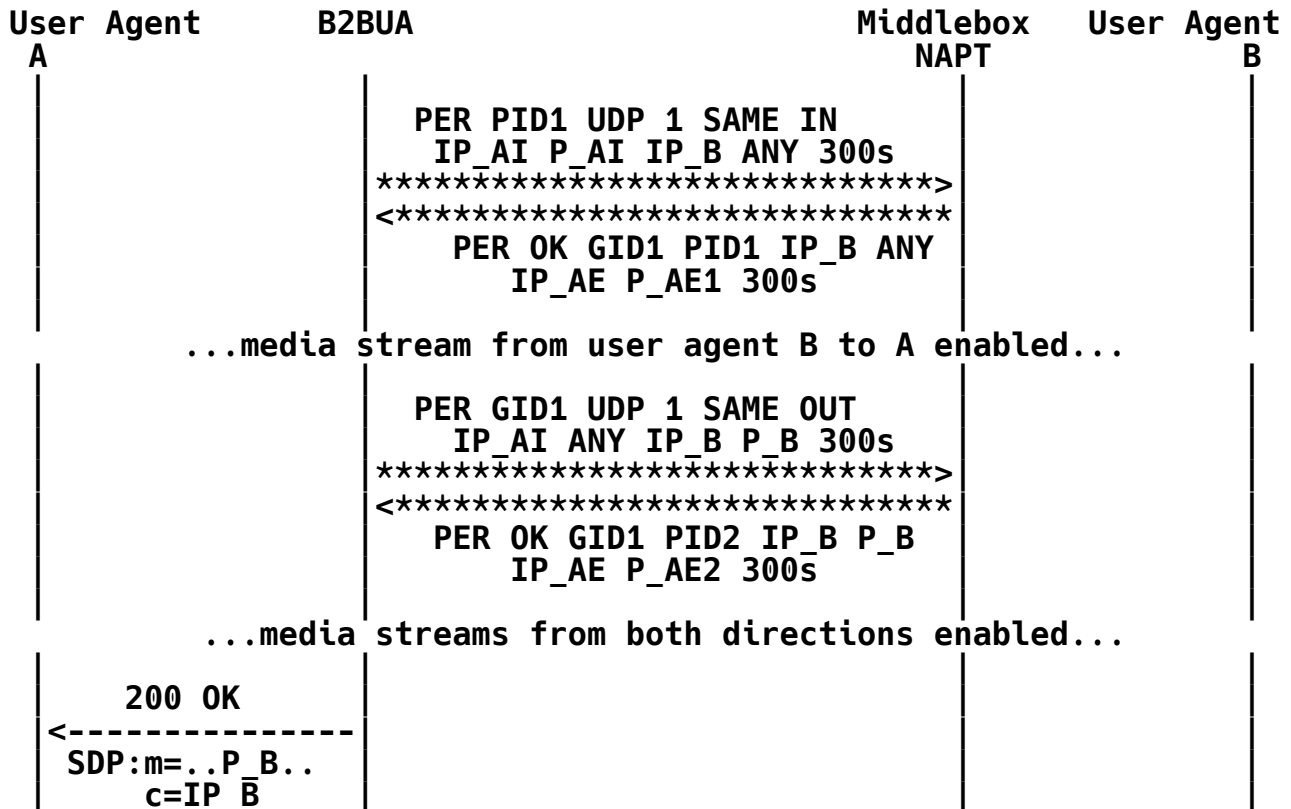 User Agent B2BUA Middlebox User Agent
A NAPT B
PER PID1 UDP 1 SAME IN
IP_AI P_AI IP_B ANY 300s
******************************>
<******************************
PER OK GID1 PID1 IP_B ANY
IP_AE P_AE1 300s
...media stream from user agent B to A enabled...
PER GID1 UDP 1 SAME OUT
IP_AI ANY IP_B P_B 300s
******************************>
<******************************
PER OK GID1 PID2 IP_B P_B
IP_AE P_AE2 300s
...media streams from both directions enabled...
200 OK
<---------------
SDP:m=..P_B..
c=IP_B